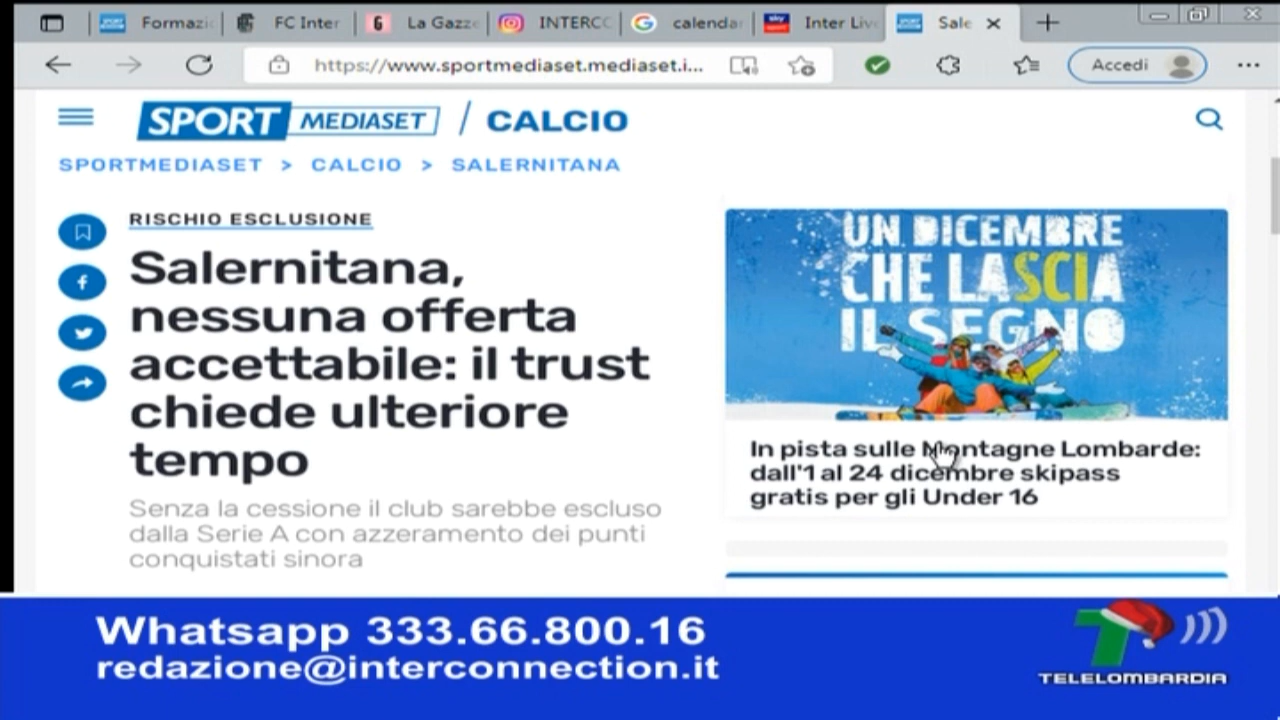 Formazi
FC Inter
La Gazze
INTERCC
calendar
Inter Live
Sale
https://www.sportmediaset.mediaset.i...
Accedi
SPORT MEDIASET / CALCIO
SPORTMEDIASET > CALCIO > SALERNITANA
RISCHIO ESCLUSIONE
Salernitana,
nessuna offerta
accettabile: il trust
chiede ulteriore
tempo
Senza la cessione il club sarebbe escluso
dalla Serie A con azzeramento dei punti
conquistati sinora
UN DICEMBRE
CHE LASCIA
IL SEGNO
In pista sulle Montagne Lombarde:
dall'1 al 24 dicembre skipass
gratis per gli Under 16
Whatsapp 333.66.800.16
redazione@interconnection.it
TELELOMBARDIA